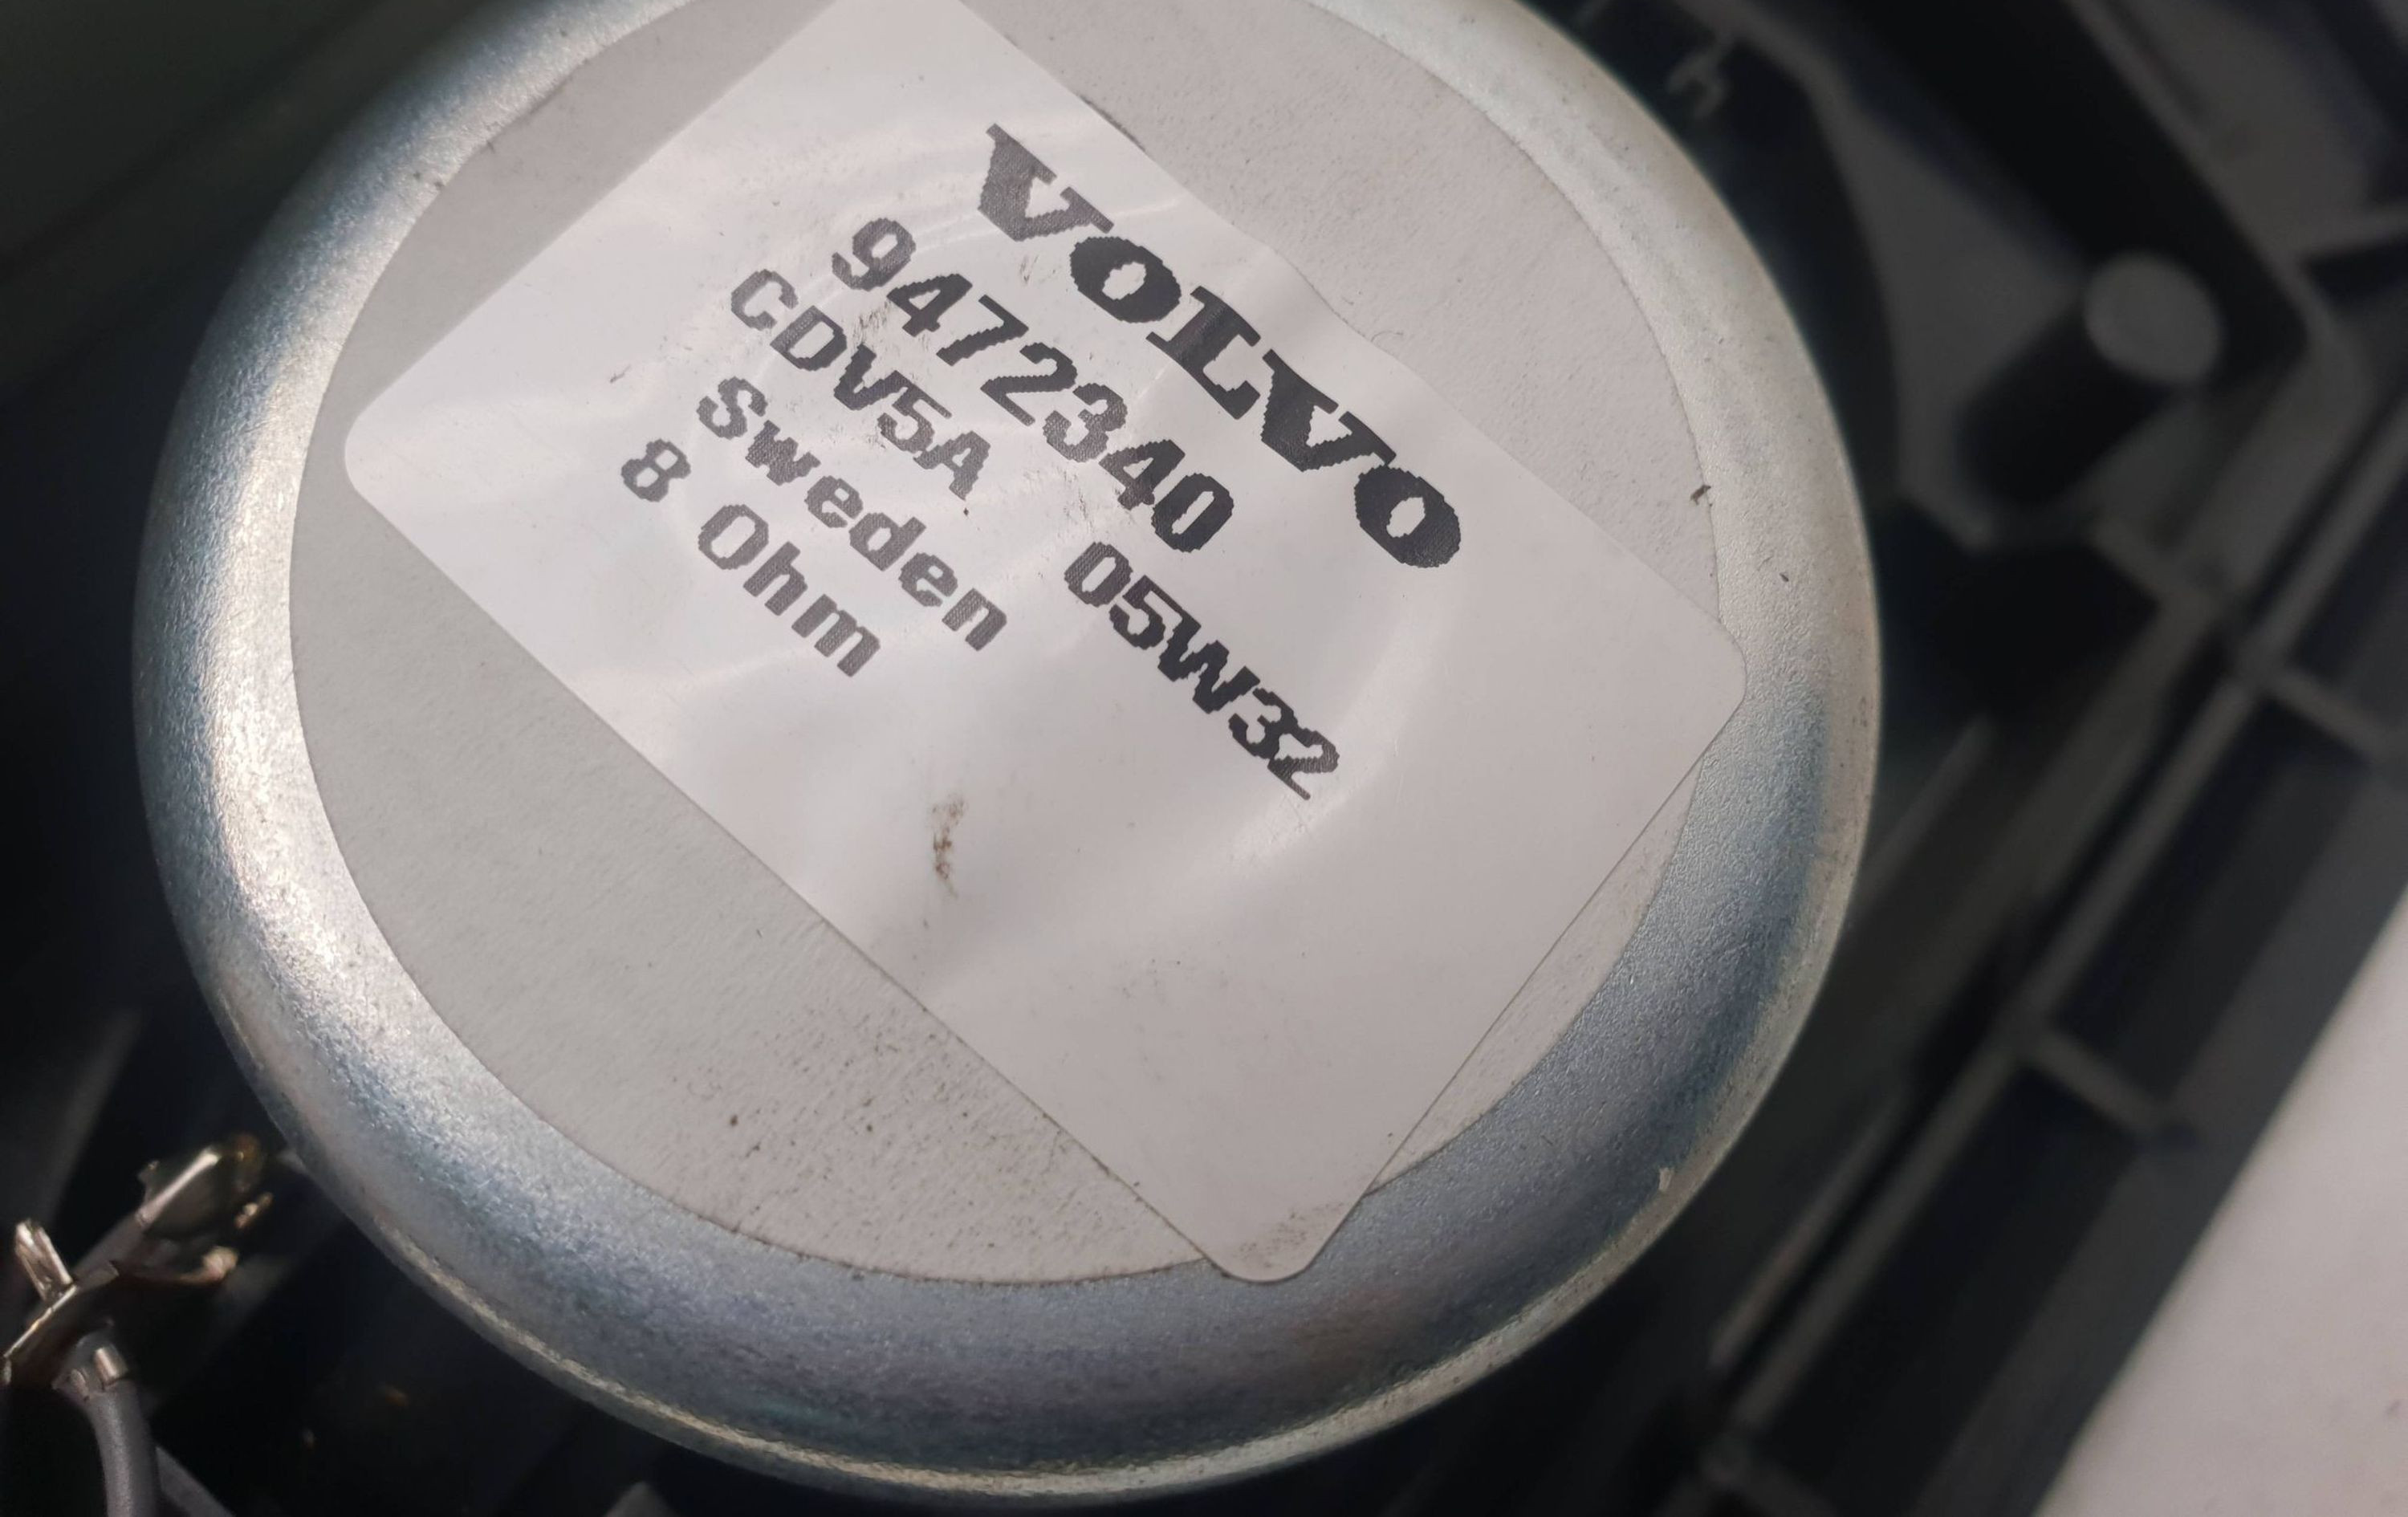 VOLVO
9472340
CDV5A 05W32
Sweden
8 Ohm